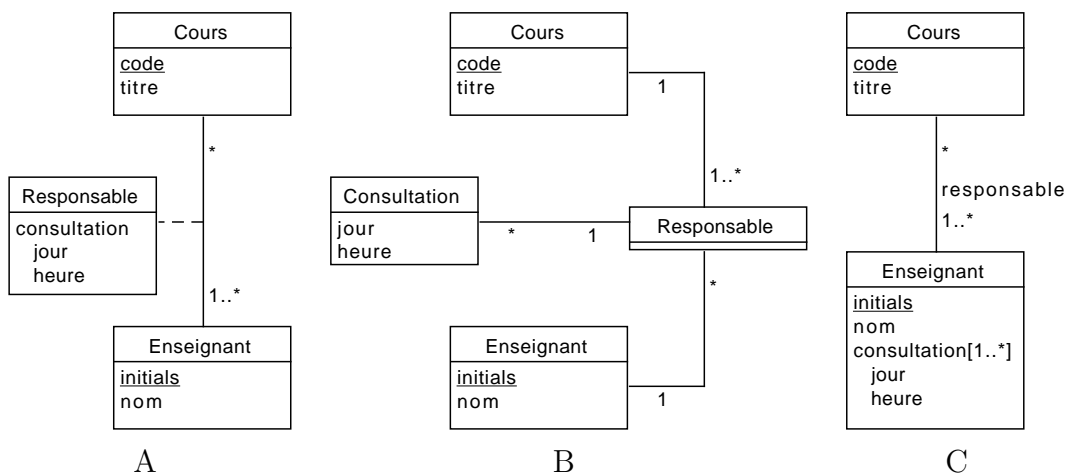 Cours
code
titre
*
Responsable
consultation
jour
heure
1..*
Enseignant
initials
nom
A
Cours
code
titre
1
1..*
Consultation
jour
heure
*
1
Responsable
*
Enseignant
initials
nom
1
B
Cours
code
titre
*
responsable
1..*
Enseignant
initials
nom
consultation[1..*]
jour
heure
C